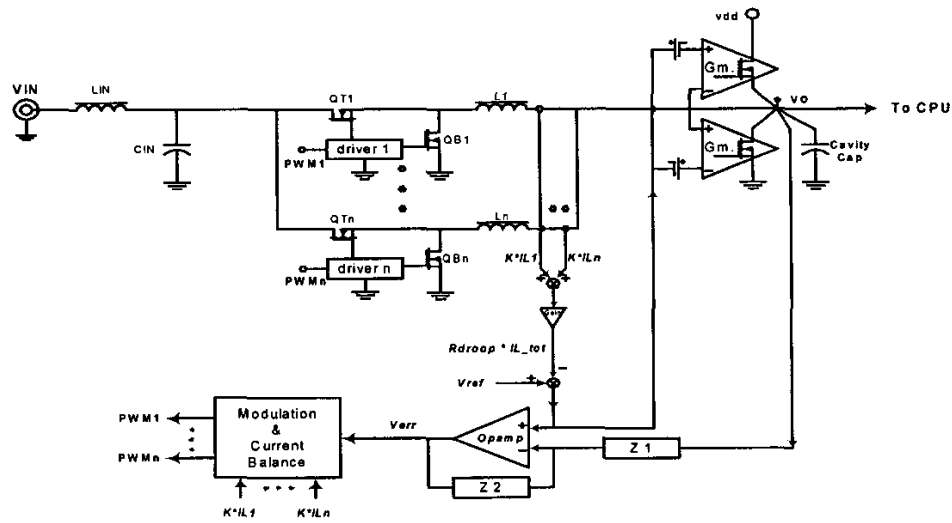 vdd
VIN
LIN
QT1
L1
Gm.
vo
To CPU
CIN
PWM1
driver 1
QB1
Gm.
Cavity
Cap
QTn
Ln
PWMn
driver n
QBn
K*IL1
K*ILn
Gain
Rdroop * IL_tot
Vref
PWM1
PWMn
Modulation
&
Current
Balance
Verr
Opamp
Z 1
Z 2
K*IL1
K*ILn